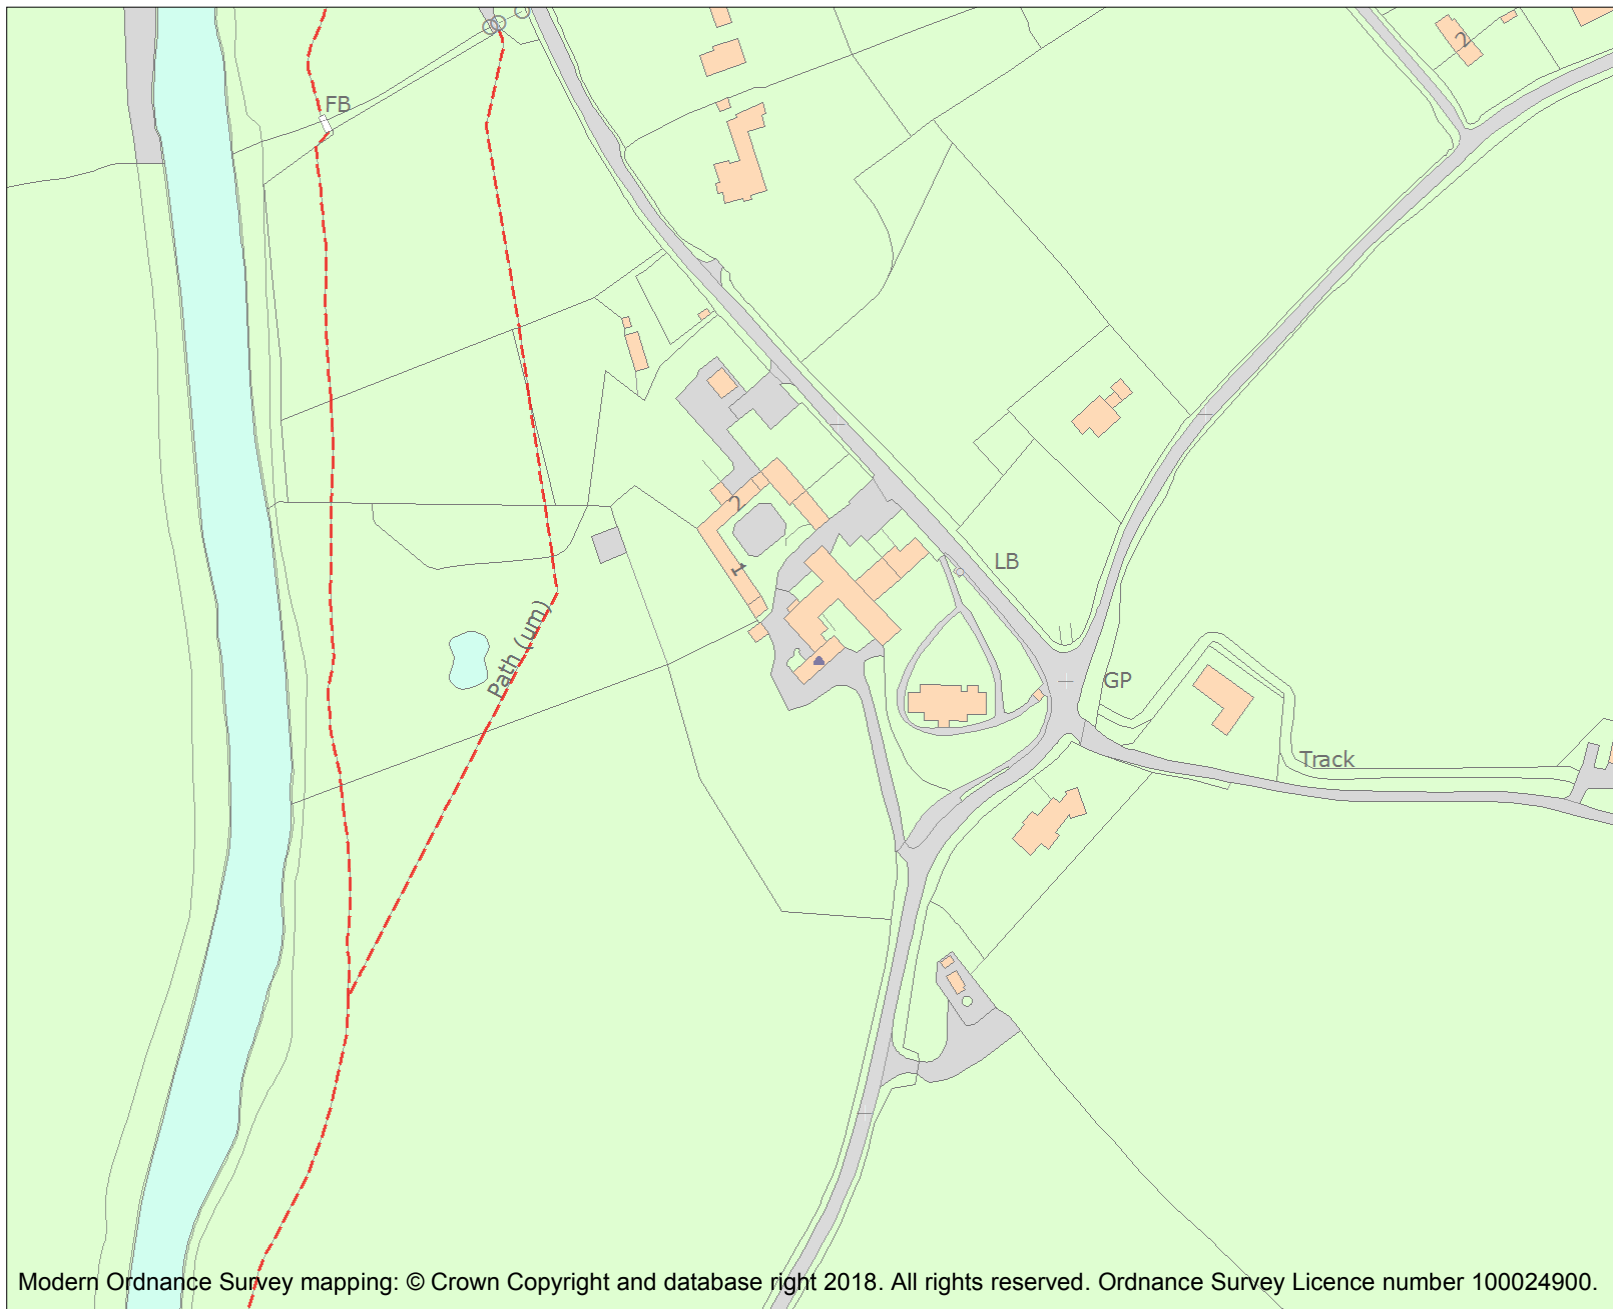 2
FB
2
LB
1
Path (um)
GP
Track
Modern Ordnance Survey mapping: © Crown Copyright and database right 2018. All rights reserved. Ordnance Survey Licence number 100024900.